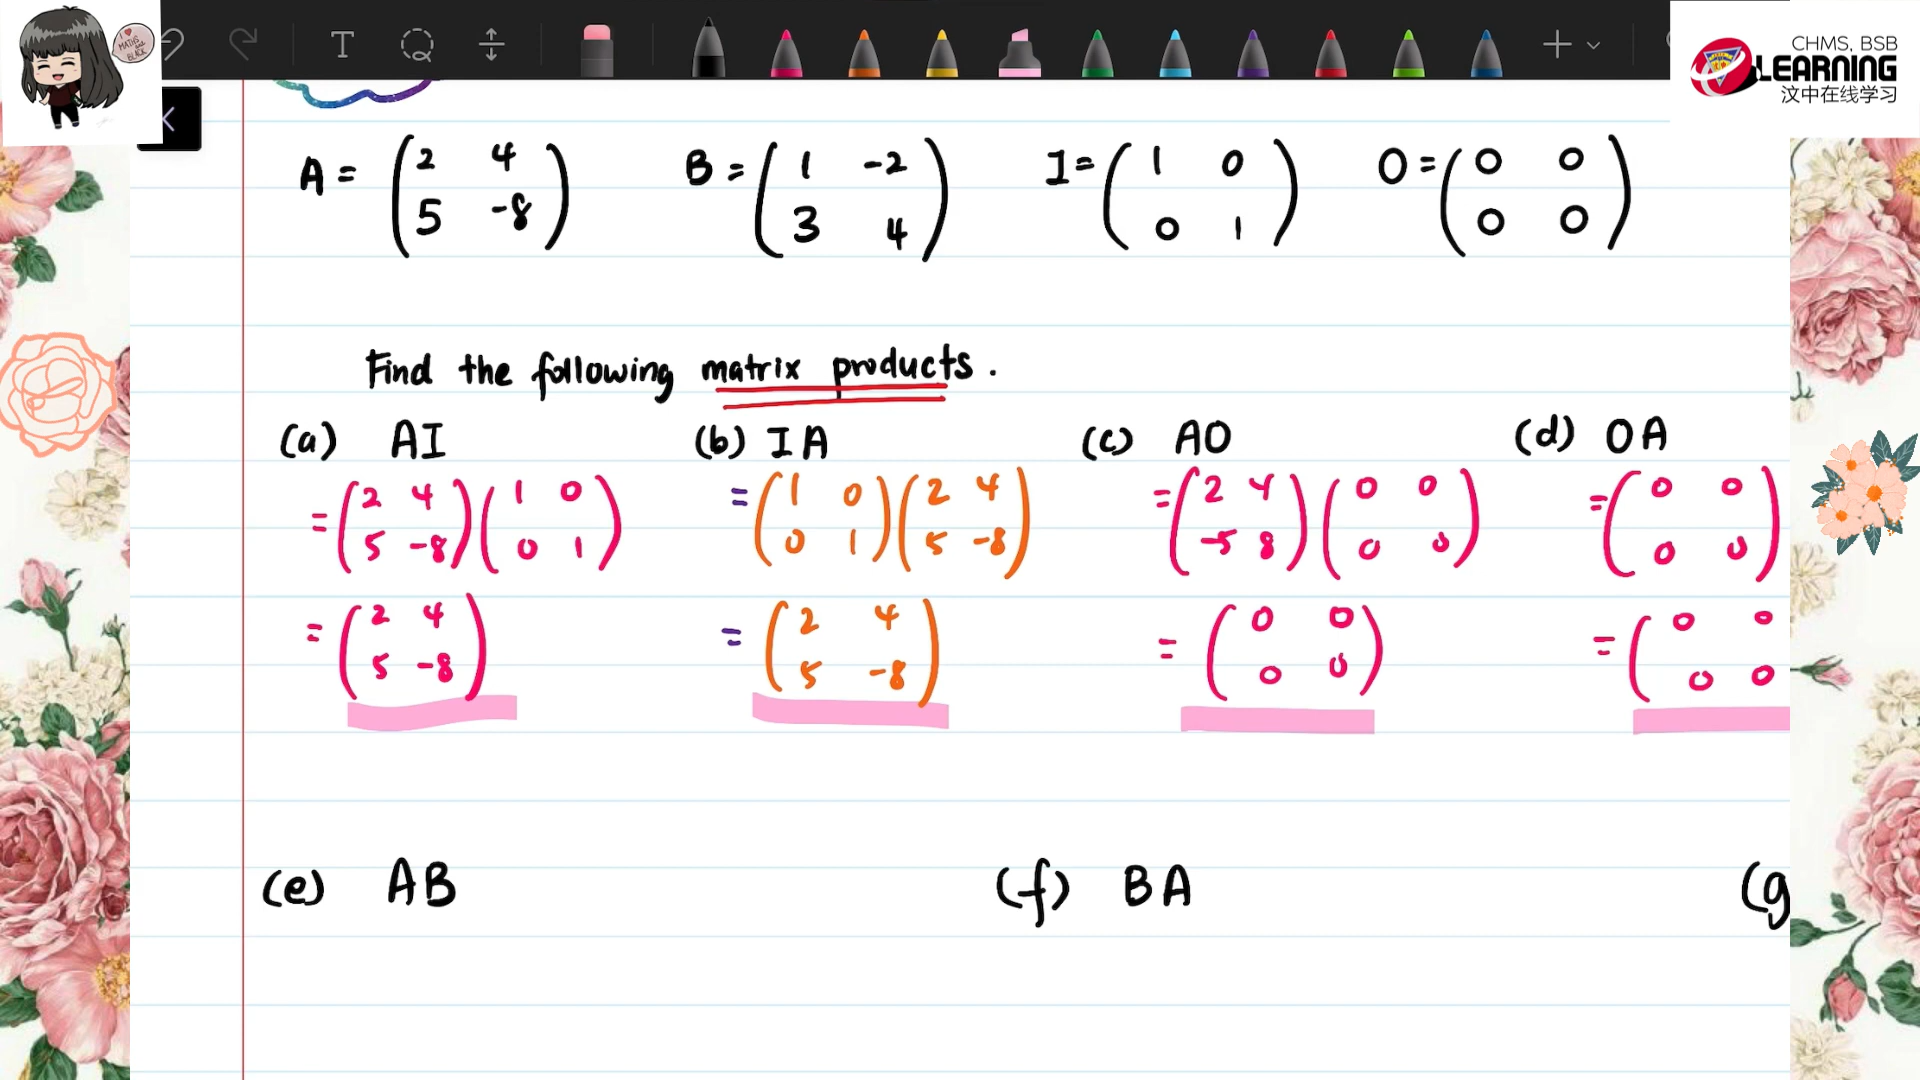 I ♥ MATHS and BLACK
CHMS, BSB
LEARNING
汶中在线学习
T
A = ( 2 4 ) B = ( 1 -2 ) I = ( 1 0 ) O = ( 0 0 )
( 5 -8 ) ( 3 4 ) ( 0 1 ) ( 0 0 )
Find the following matrix products.
(a) AI (b) IA (c) AO (d) OA
= ( 2 4 ) ( 1 0 ) = ( 1 0 ) ( 2 4 ) = ( 2 4 ) ( 0 0 ) = ( 0 0 )
( 5 -8 ) ( 0 1 ) ( 0 1 ) ( 5 -8 ) ( -5 8 ) ( 0 0 ) ( 0 0 )
= ( 2 4 ) = ( 2 4 ) = ( 0 0 ) = ( 0 0
( 5 -8 ) ( 5 -8 ) ( 0 0 ) ( 0 0
(e) AB (f) BA (g